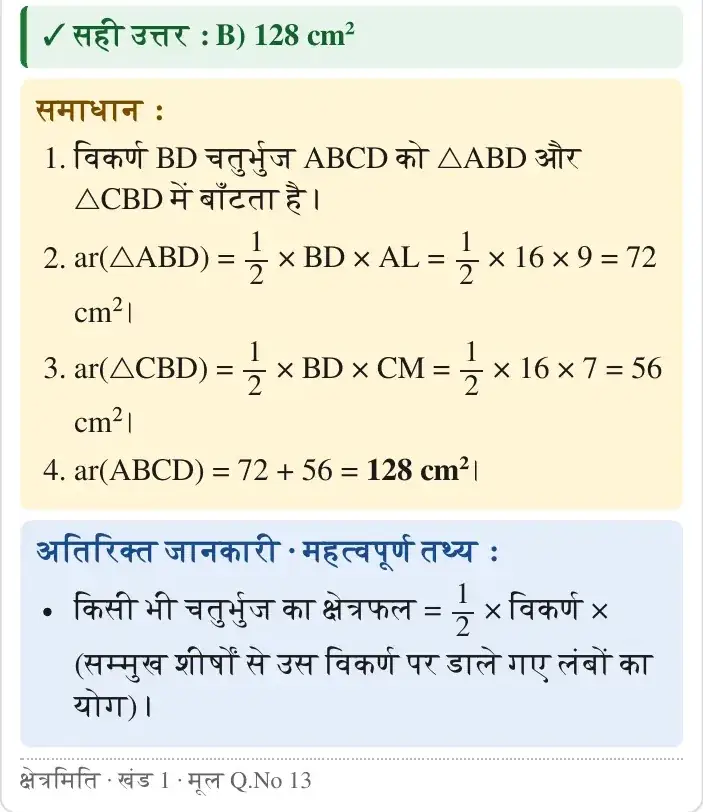 ✓ सही उत्तर : B) 128 cm²
समाधान :
1. विकर्ण BD चतुर्भुज ABCD को △ABD और
△CBD में बाँटता है।
2. ar(△ABD) = 1/2 × BD × AL = 1/2 × 16 × 9 = 72
cm²।
3. ar(△CBD) = 1/2 × BD × CM = 1/2 × 16 × 7 = 56
cm²।
4. ar(ABCD) = 72 + 56 = 128 cm²।
अतिरिक्त जानकारी · महत्वपूर्ण तथ्य :
• किसी भी चतुर्भुज का क्षेत्रफल = 1/2 × विकर्ण ×
(सम्मुख शीर्षों से उस विकर्ण पर डाले गए लंबों का
योग)।
क्षेत्रमिति · खंड 1 · मूल Q.No 13